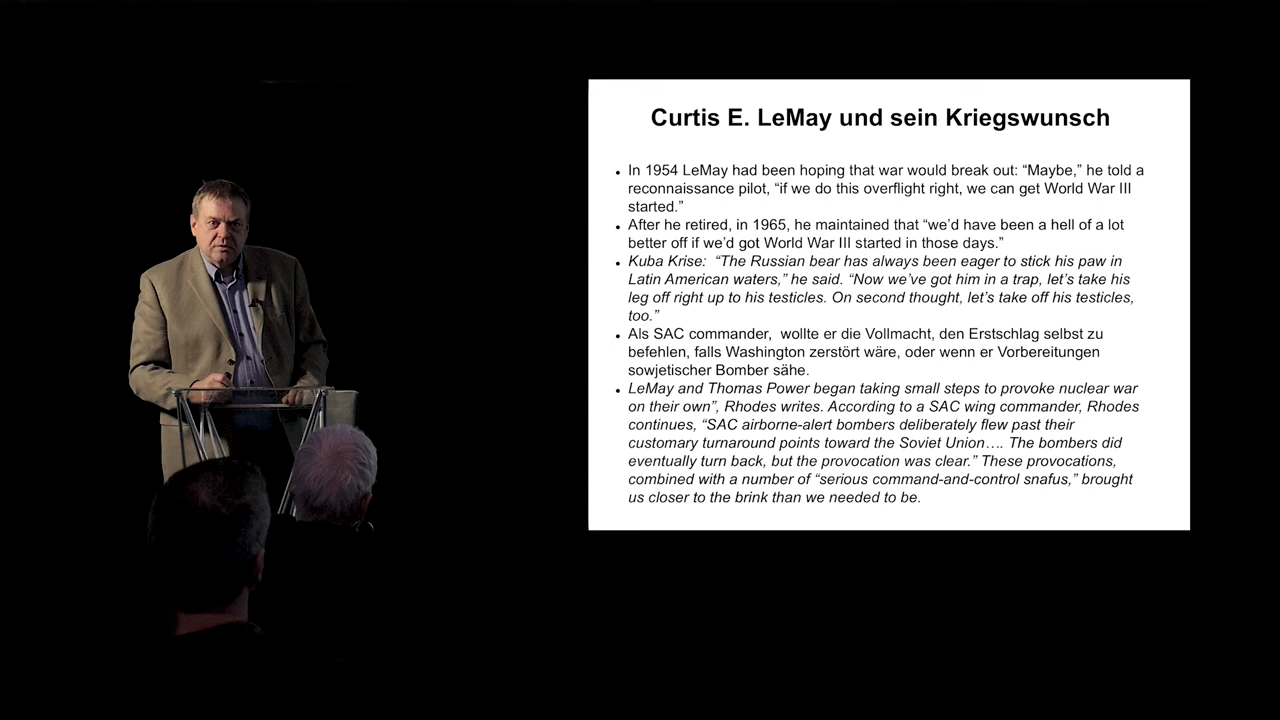 Curtis E. LeMay und sein Kriegswunsch
• In 1954 LeMay had been hoping that war would break out: “Maybe,” he told a
reconnaissance pilot, “if we do this overflight right, we can get World War III
started.”
• After he retired, in 1965, he maintained that “we’d have been a hell of a lot
better off if we’d got World War III started in those days.”
• Kuba Krise:  “The Russian bear has always been eager to stick his paw in
Latin American waters,” he said. “Now we’ve got him in a trap, let’s take his
leg off right up to his testicles. On second thought, let’s take off his testicles,
too.”
• Als SAC commander,  wollte er die Vollmacht, den Erstschlag selbst zu
befehlen, falls Washington zerstört wäre, oder wenn er Vorbereitungen
sowjetischer Bomber sähe.
• LeMay and Thomas Power began taking small steps to provoke nuclear war
on their own”, Rhodes writes. According to a SAC wing commander, Rhodes
continues, “SAC airborne-alert bombers deliberately flew past their
customary turnaround points toward the Soviet Union…. The bombers did
eventually turn back, but the provocation was clear.” These provocations,
combined with a number of “serious command-and-control snafus,” brought
us closer to the brink than we needed to be.